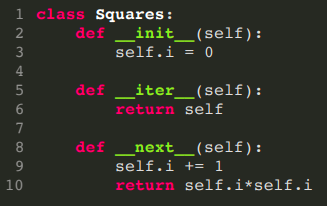 1 class Squares:
2     def __init__(self):
3         self.i = 0
4
5     def __iter__(self):
6         return self
7
8     def __next__(self):
9         self.i += 1
10         return self.i*self.i